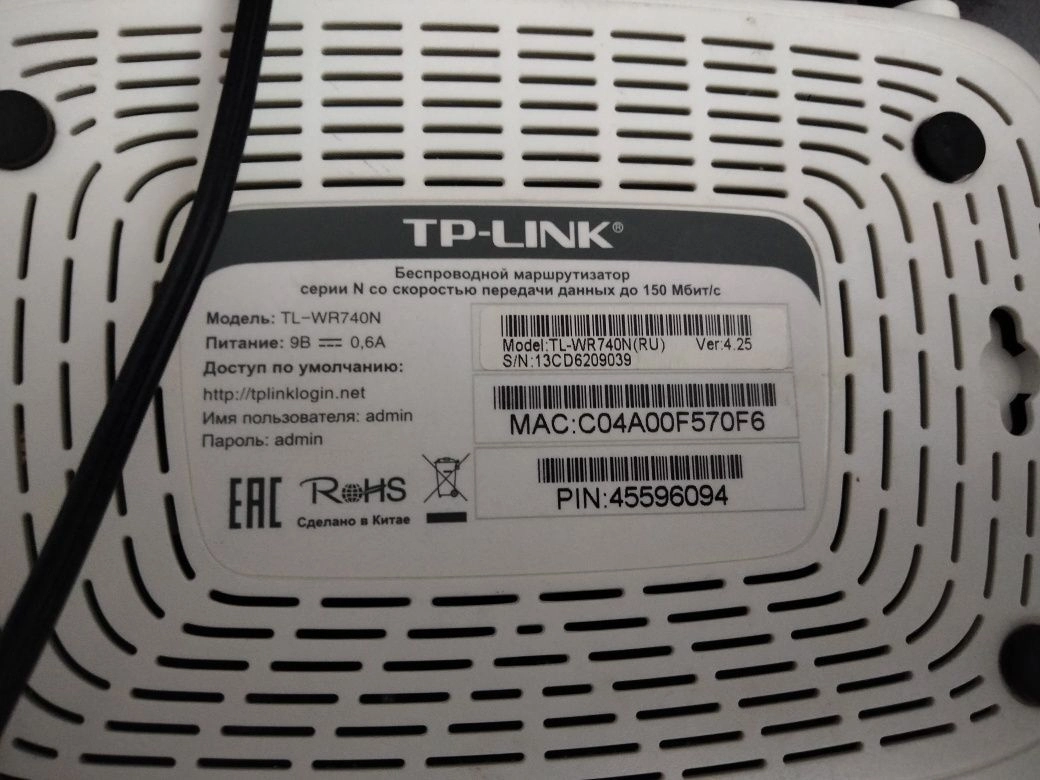 TP-LINK®
Беспроводной маршрутизатор
серии N со скоростью передачи данных до 150 Мбит/с
Модель: TL-WR740N
Питание: 9В 0,6А
Доступ по умолчанию:
http://tplinklogin.net
Имя пользователя: admin
Пароль: admin
EAC RoHS
Сделано в Китае
Model:TL-WR740N(RU) Ver:4.25
S/N:13CD6209039
MAC:C04A00F570F6
PIN:45596094